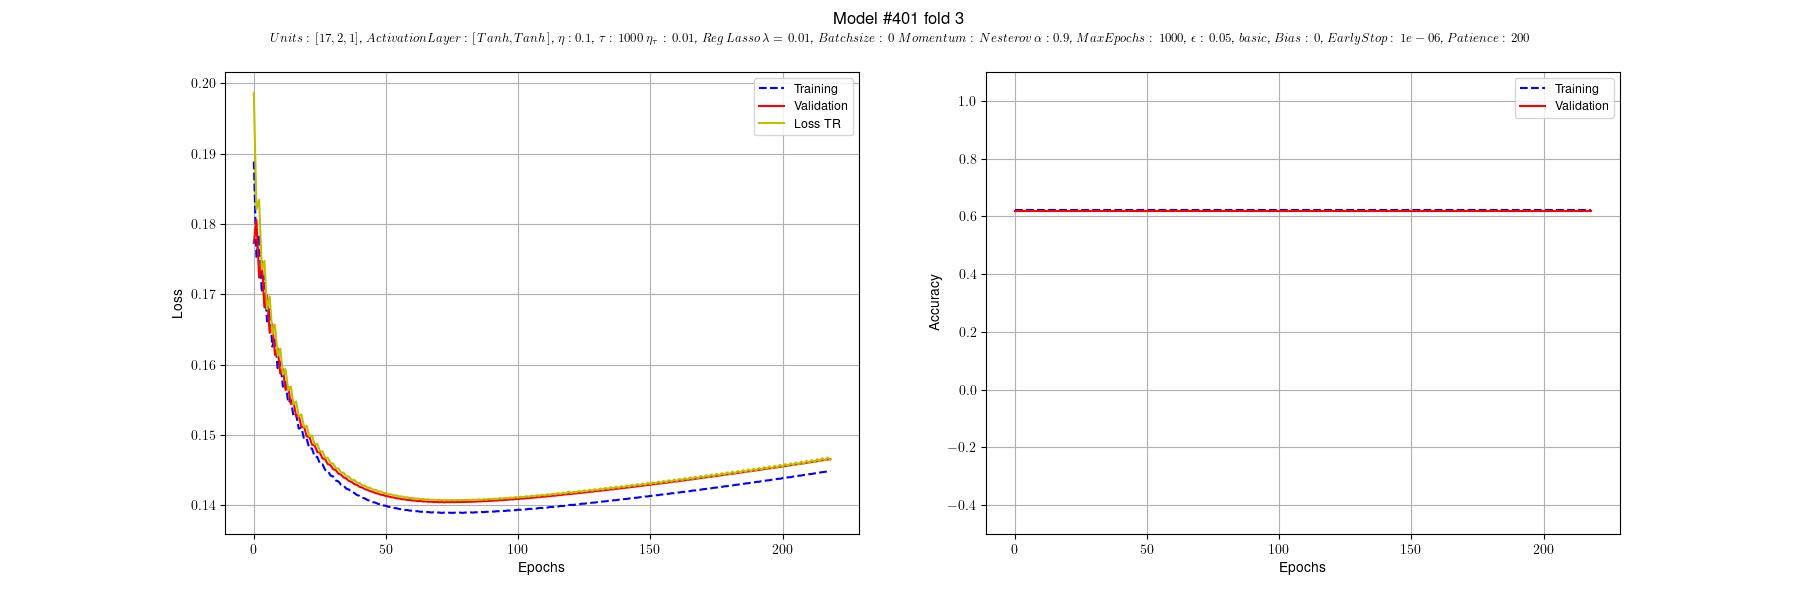 Model #401 fold 3
Units : [17, 2, 1], ActivationLayer : [Tanh, Tanh], η : 0.1, τ : 1000 ητ : 0.01, Reg Lasso λ = 0.01, Batchsize : 0 Momentum : Nesterov α : 0.9, MaxEpochs : 1000, ϵ : 0.05, basic, Bias : 0, EarlyStop : 1e − 06, Patience : 200
0.20
0.19
0.18
0.17
0.16
0.15
0.14
Loss
0 50 100 150 200
Epochs
Training
Validation
Loss TR
1.0
0.8
0.6
0.4
0.2
0.0
−0.2
−0.4
Accuracy
0 50 100 150 200
Epochs
Training
Validation